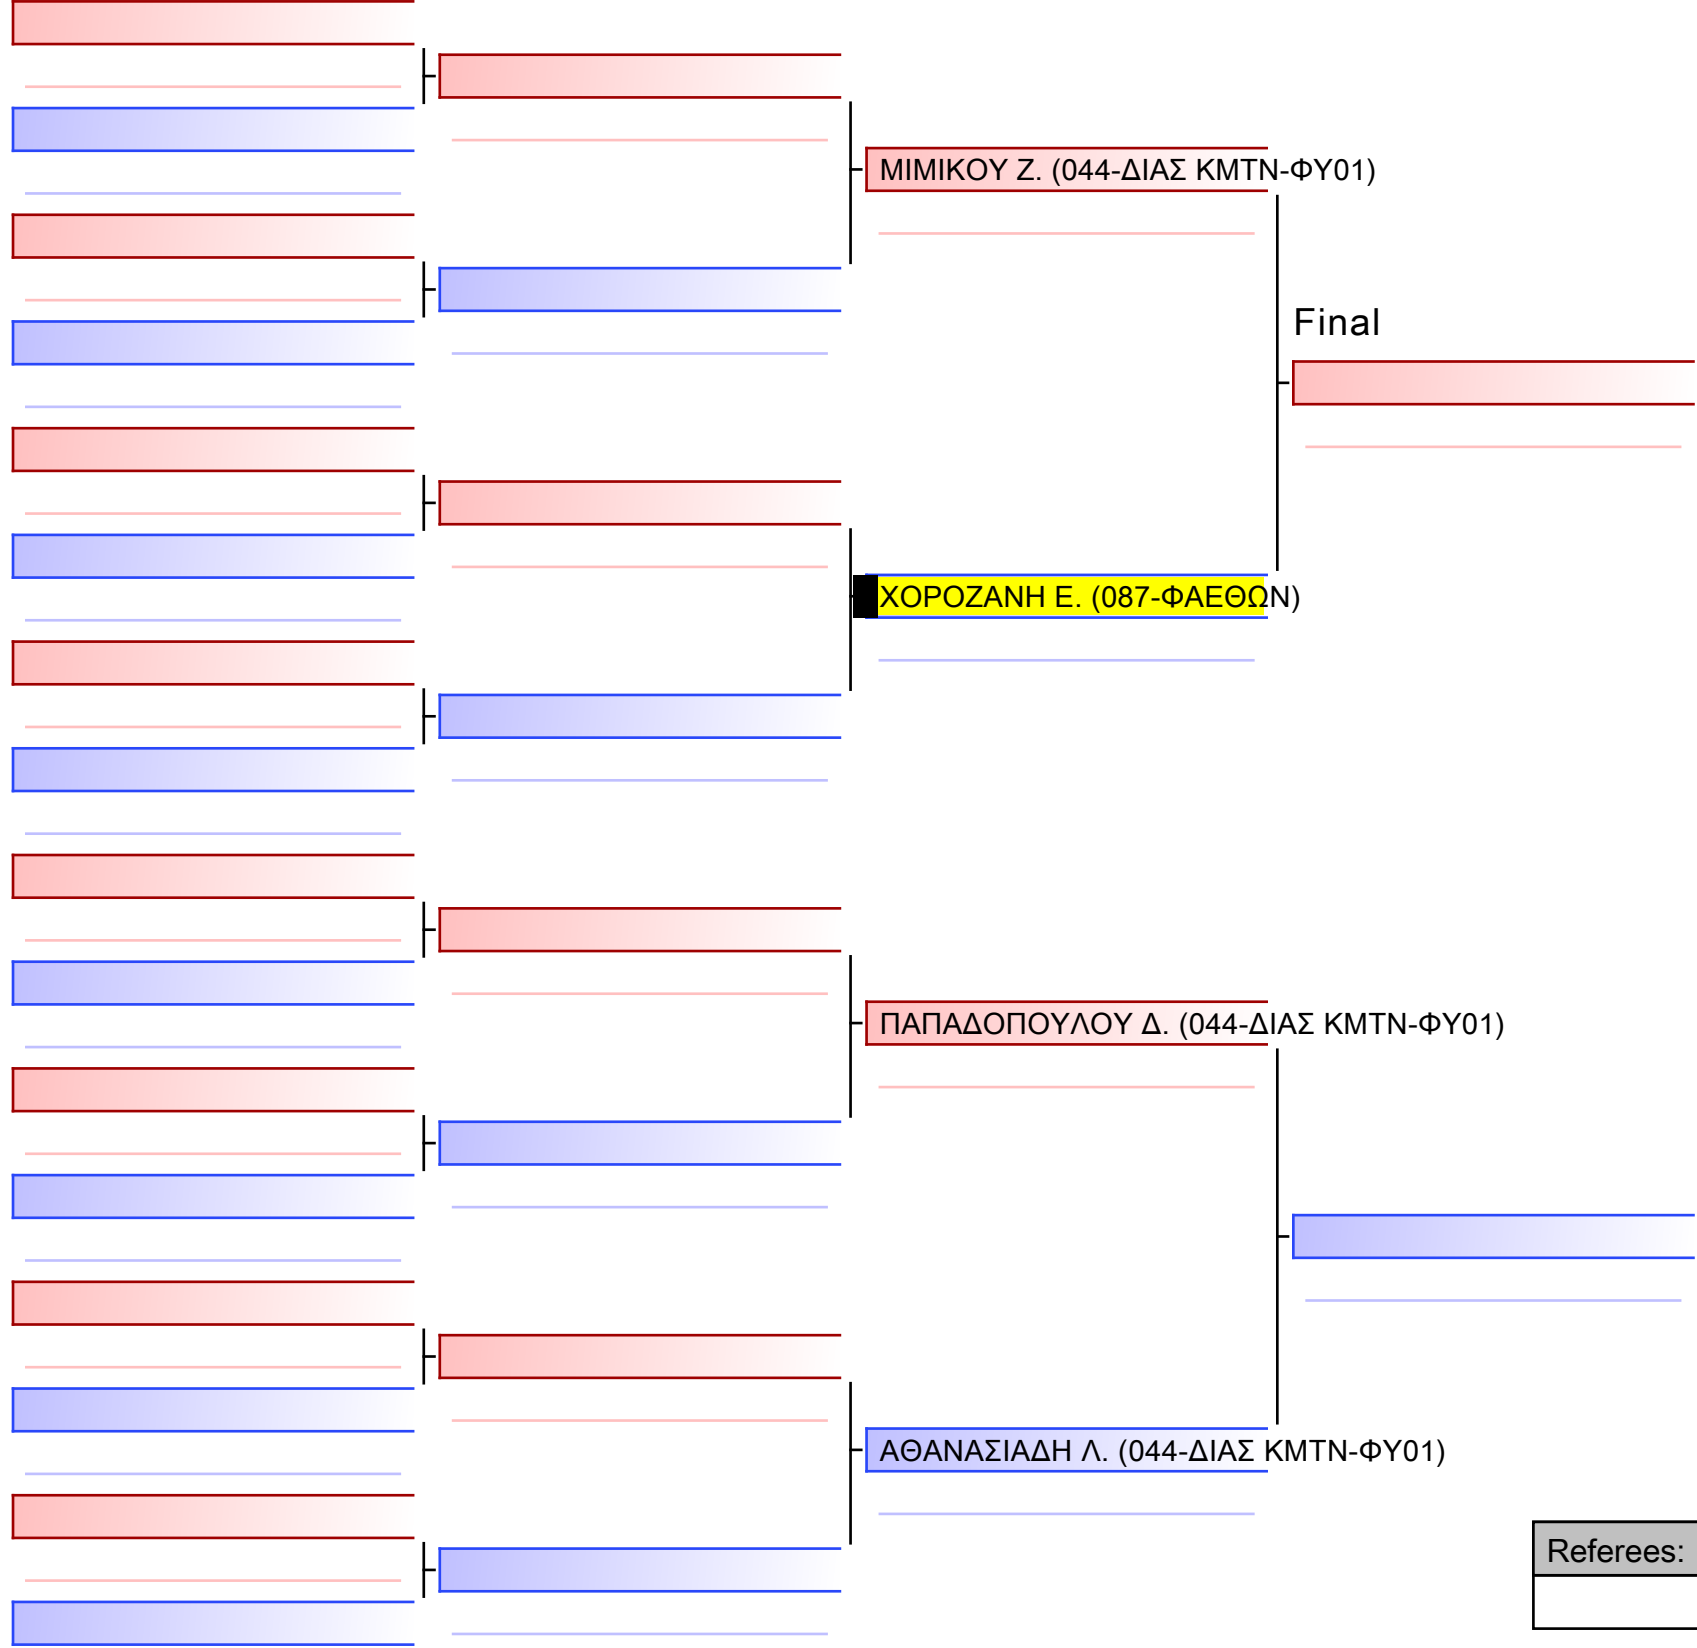 ΜΙΜΙΚΟΥ Ζ. (044-ΔΙΑΣ ΚΜΤΝ-ΦΥ01)
Final
ΧΟΡΟΖΑΝΗ Ε. (087-ΦΑΕΘΩΝ)
ΠΑΠΑΔΟΠΟΥΛΟΥ Δ. (044-ΔΙΑΣ ΚΜΤΝ-ΦΥ01)
ΑΘΑΝΑΣΙΑΔΗ Λ. (044-ΔΙΑΣ ΚΜΤΝ-ΦΥ01)
Referees: